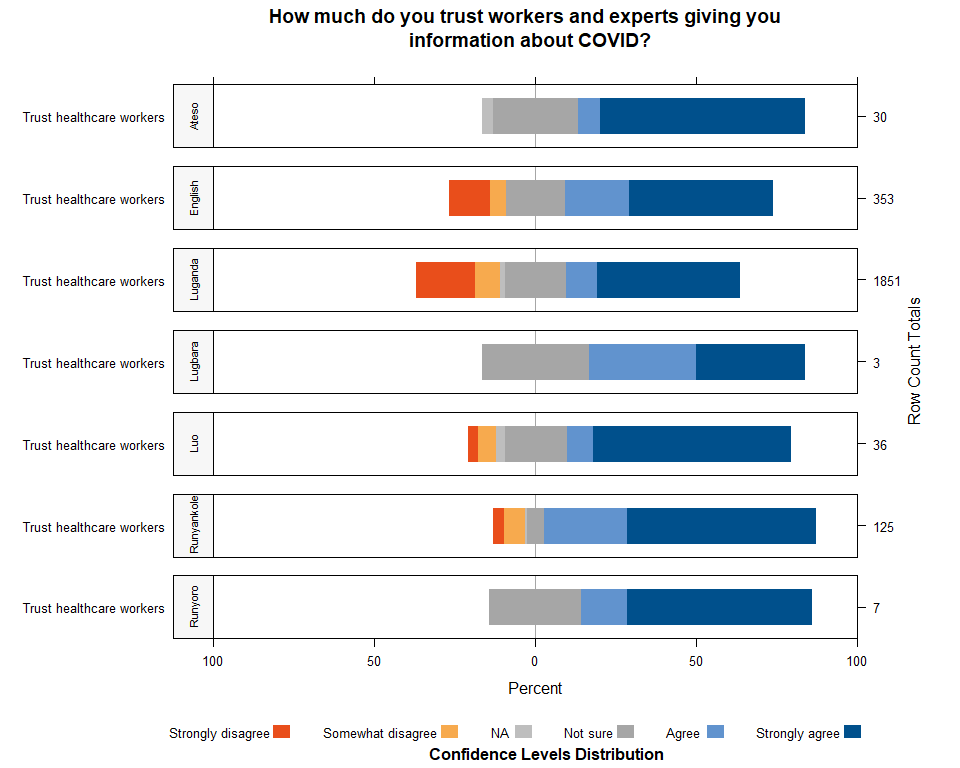 How much do you trust workers and experts giving you
information about COVID?
Trust healthcare workers Ateso 30
Trust healthcare workers English 353
Trust healthcare workers Luganda 1851
Trust healthcare workers Lugbara 3
Trust healthcare workers Luo 36
Trust healthcare workers Runyankole 125
Trust healthcare workers Runyoro 7
Row Count Totals
100 50 0 50 100
Percent
Strongly disagree Somewhat disagree NA Not sure Agree Strongly agree
Confidence Levels Distribution